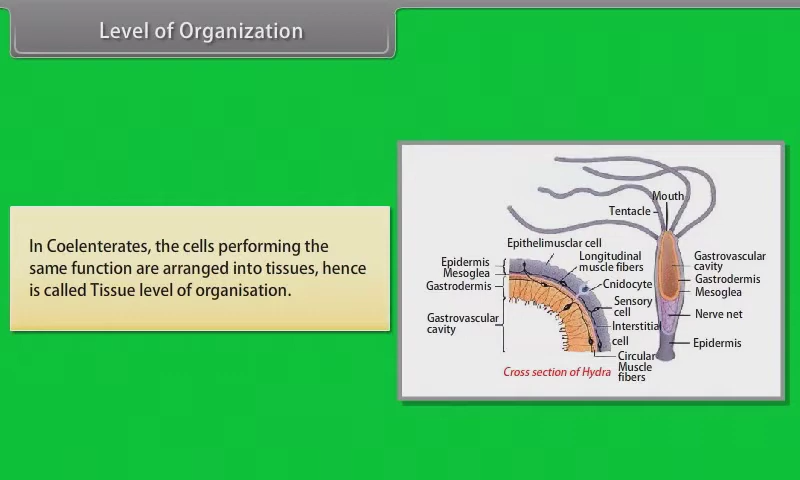 Level of Organization
In Coelenterates, the cells performing the
same function are arranged into tissues, hence
is called Tissue level of organisation.
Mouth
Tentacle
Epithelimusclar cell
Epidermis
Mesoglea
Gastrodermis
Gastrovascular
cavity
Longitudinal
muscle fibers
Cnidocyte
Sensory
cell
Interstitial
cell
Circular
Muscle
fibers
Cross section of Hydra
Gastrovascular
cavity
Gastrodermis
Mesoglea
Nerve net
Epidermis